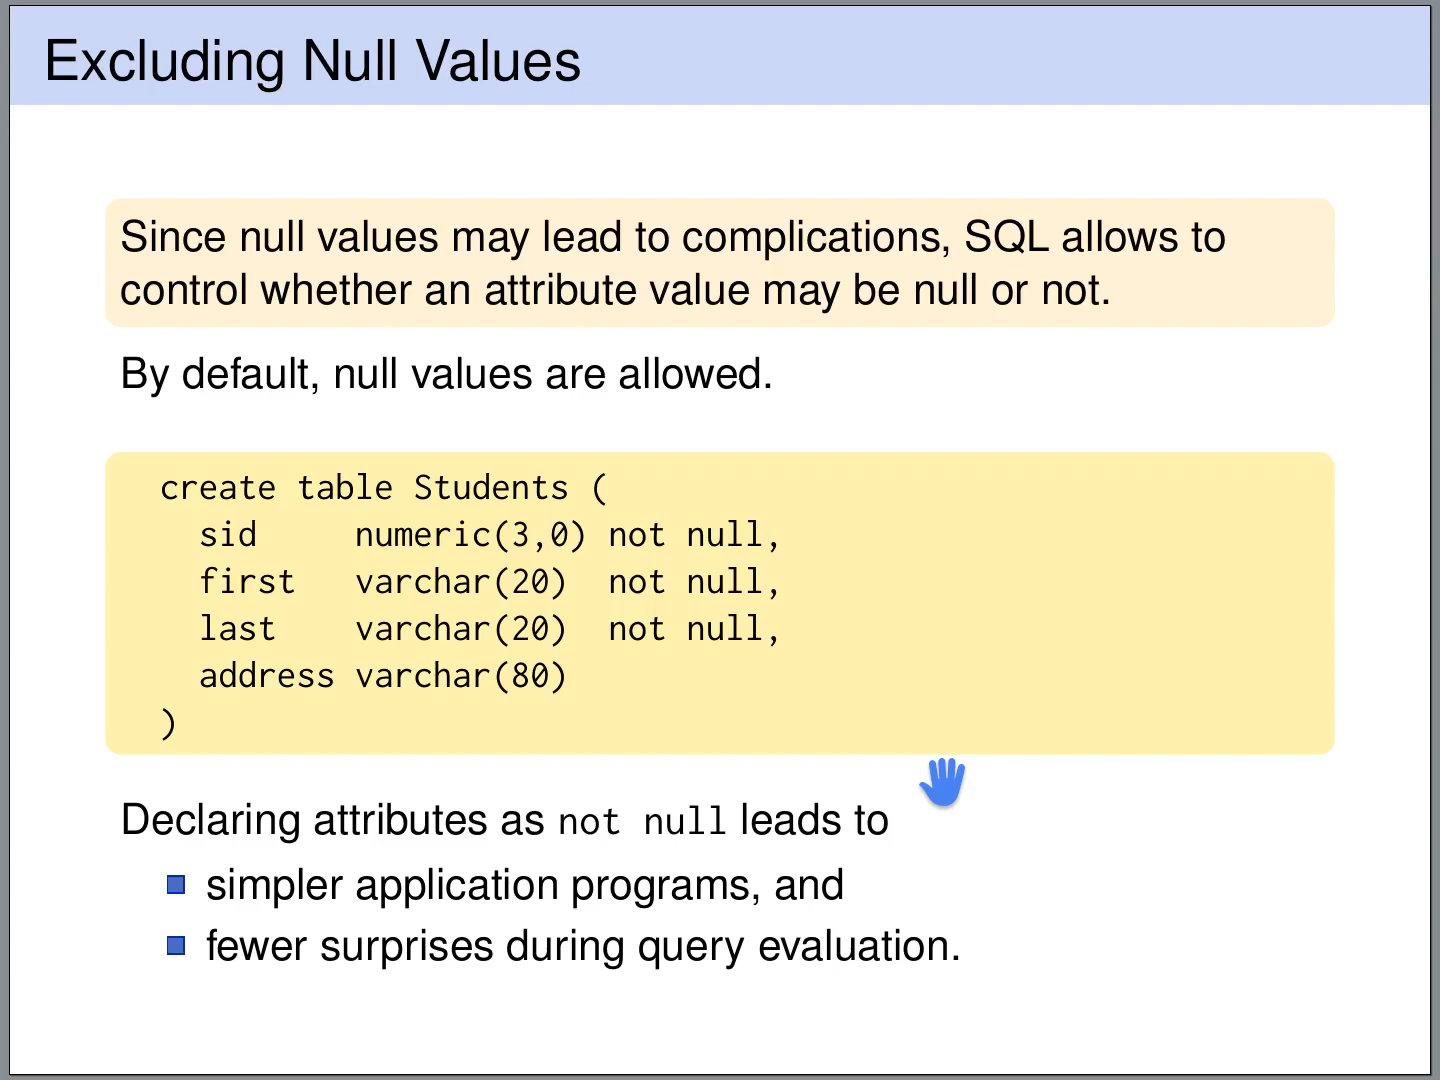 Excluding Null Values
Since null values may lead to complications, SQL allows to
control whether an attribute value may be null or not.
By default, null values are allowed.
create table Students (
  sid     numeric(3,0) not null,
  first   varchar(20)  not null,
  last    varchar(20)  not null,
  address varchar(80)
)
Declaring attributes as not null leads to
simpler application programs, and
fewer surprises during query evaluation.